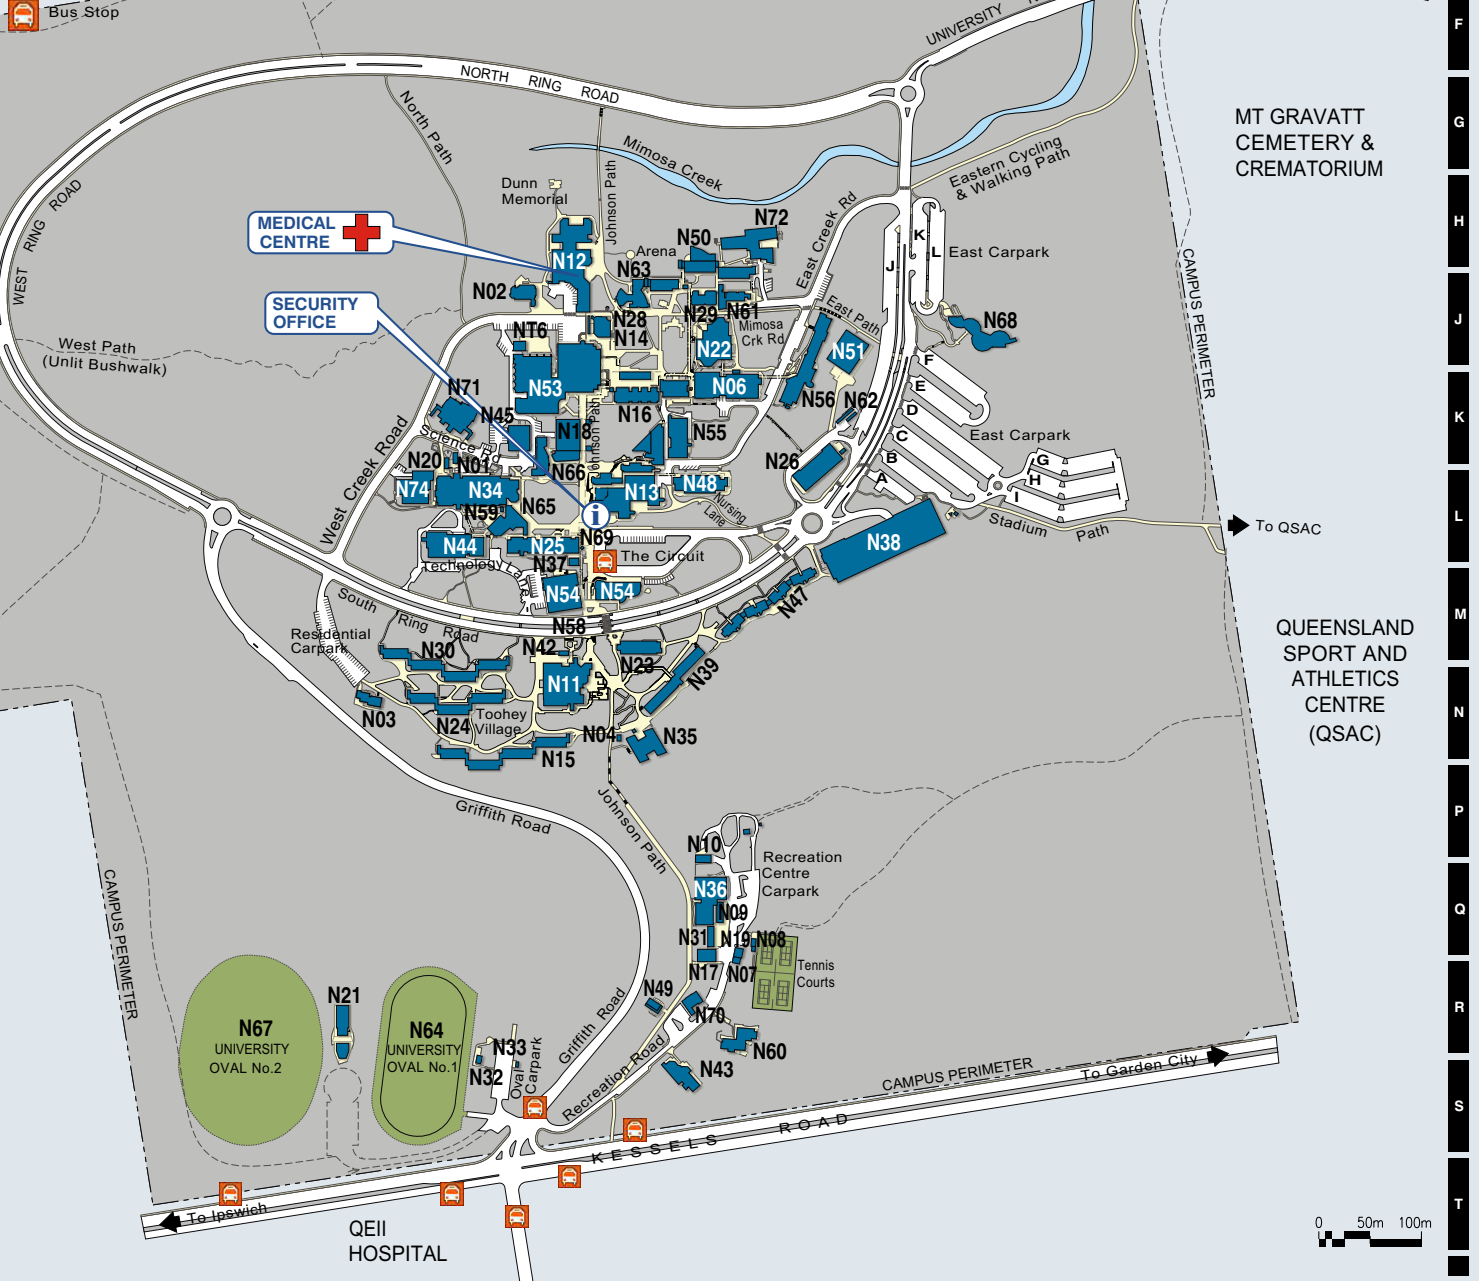 Bus Stop
F
UNIVERSITY
NORTH RING ROAD
G
MT GRAVATT
CEMETERY &
CREMATORIUM
North Path
Mimosa Creek
Eastern Cycling
& Walking Path
Johnson Path
Dunn
Memorial
WEST RING ROAD
H
MEDICAL
CENTRE
N72
N50
Arena
East Creek Rd
K
L
East Carpark
J
N12
N63
N02
SECURITY
OFFICE
CAMPUS PERIMETER
N28
N29
N61
East Path
N68
J
NT6
N14
Mimosa
Crk Rd
West Path
(Unlit Bushwalk)
N22
N51
F
N71
N53
N06
E
N56
N62
N45
N16
D
K
Science Rd
N18
Johnson Path
N55
C
East Carpark
West Creek Road
N20
N01
N66
N26
B
G
N74
N34
N13
N48
A
H
I
N59
N65
i
Nursing
Lane
Stadium Path
L
To QSAC
N44
N25
N69
N38
Technology Lane
N37
The Circuit
N54
N54
N47
South Ring Road
M
Residential
Carpark
N58
QUEENSLAND
SPORT AND
ATHLETICS
CENTRE
(QSAC)
N30
N42
N23
N39
N11
N03
N24
Toohey
Village
N
N04
N35
N15
Griffith Road
Johnson Path
P
N10
Recreation
Centre
Carpark
CAMPUS PERIMETER
N36
N09
Q
N31
N19
N08
N17
N07
Tennis
Courts
N21
N49
N70
R
N67
UNIVERSITY
OVAL No.2
N64
UNIVERSITY
OVAL No.1
N33
N32
Oval
Carpark
Griffith Road
Recreation Road
N60
N43
CAMPUS PERIMETER
To Garden City
S
KESSELS ROAD
To Ipswich
T
QEII
HOSPITAL
0 50m 100m